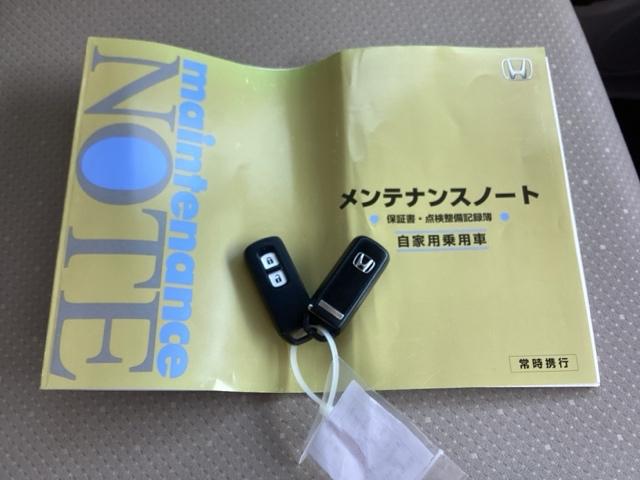 maintenance
NOTE
メンテナンスノート
保証書・点検整備記録簿
自家用乗用車
常時携行